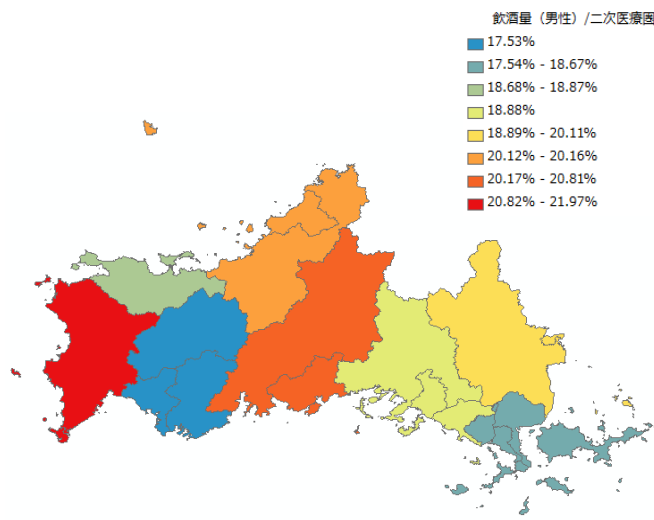 飲酒量（男性）/二次医療圏
17.53%
17.54% - 18.67%
18.68% - 18.87%
18.88%
18.89% - 20.11%
20.12% - 20.16%
20.17% - 20.81%
20.82% - 21.97%